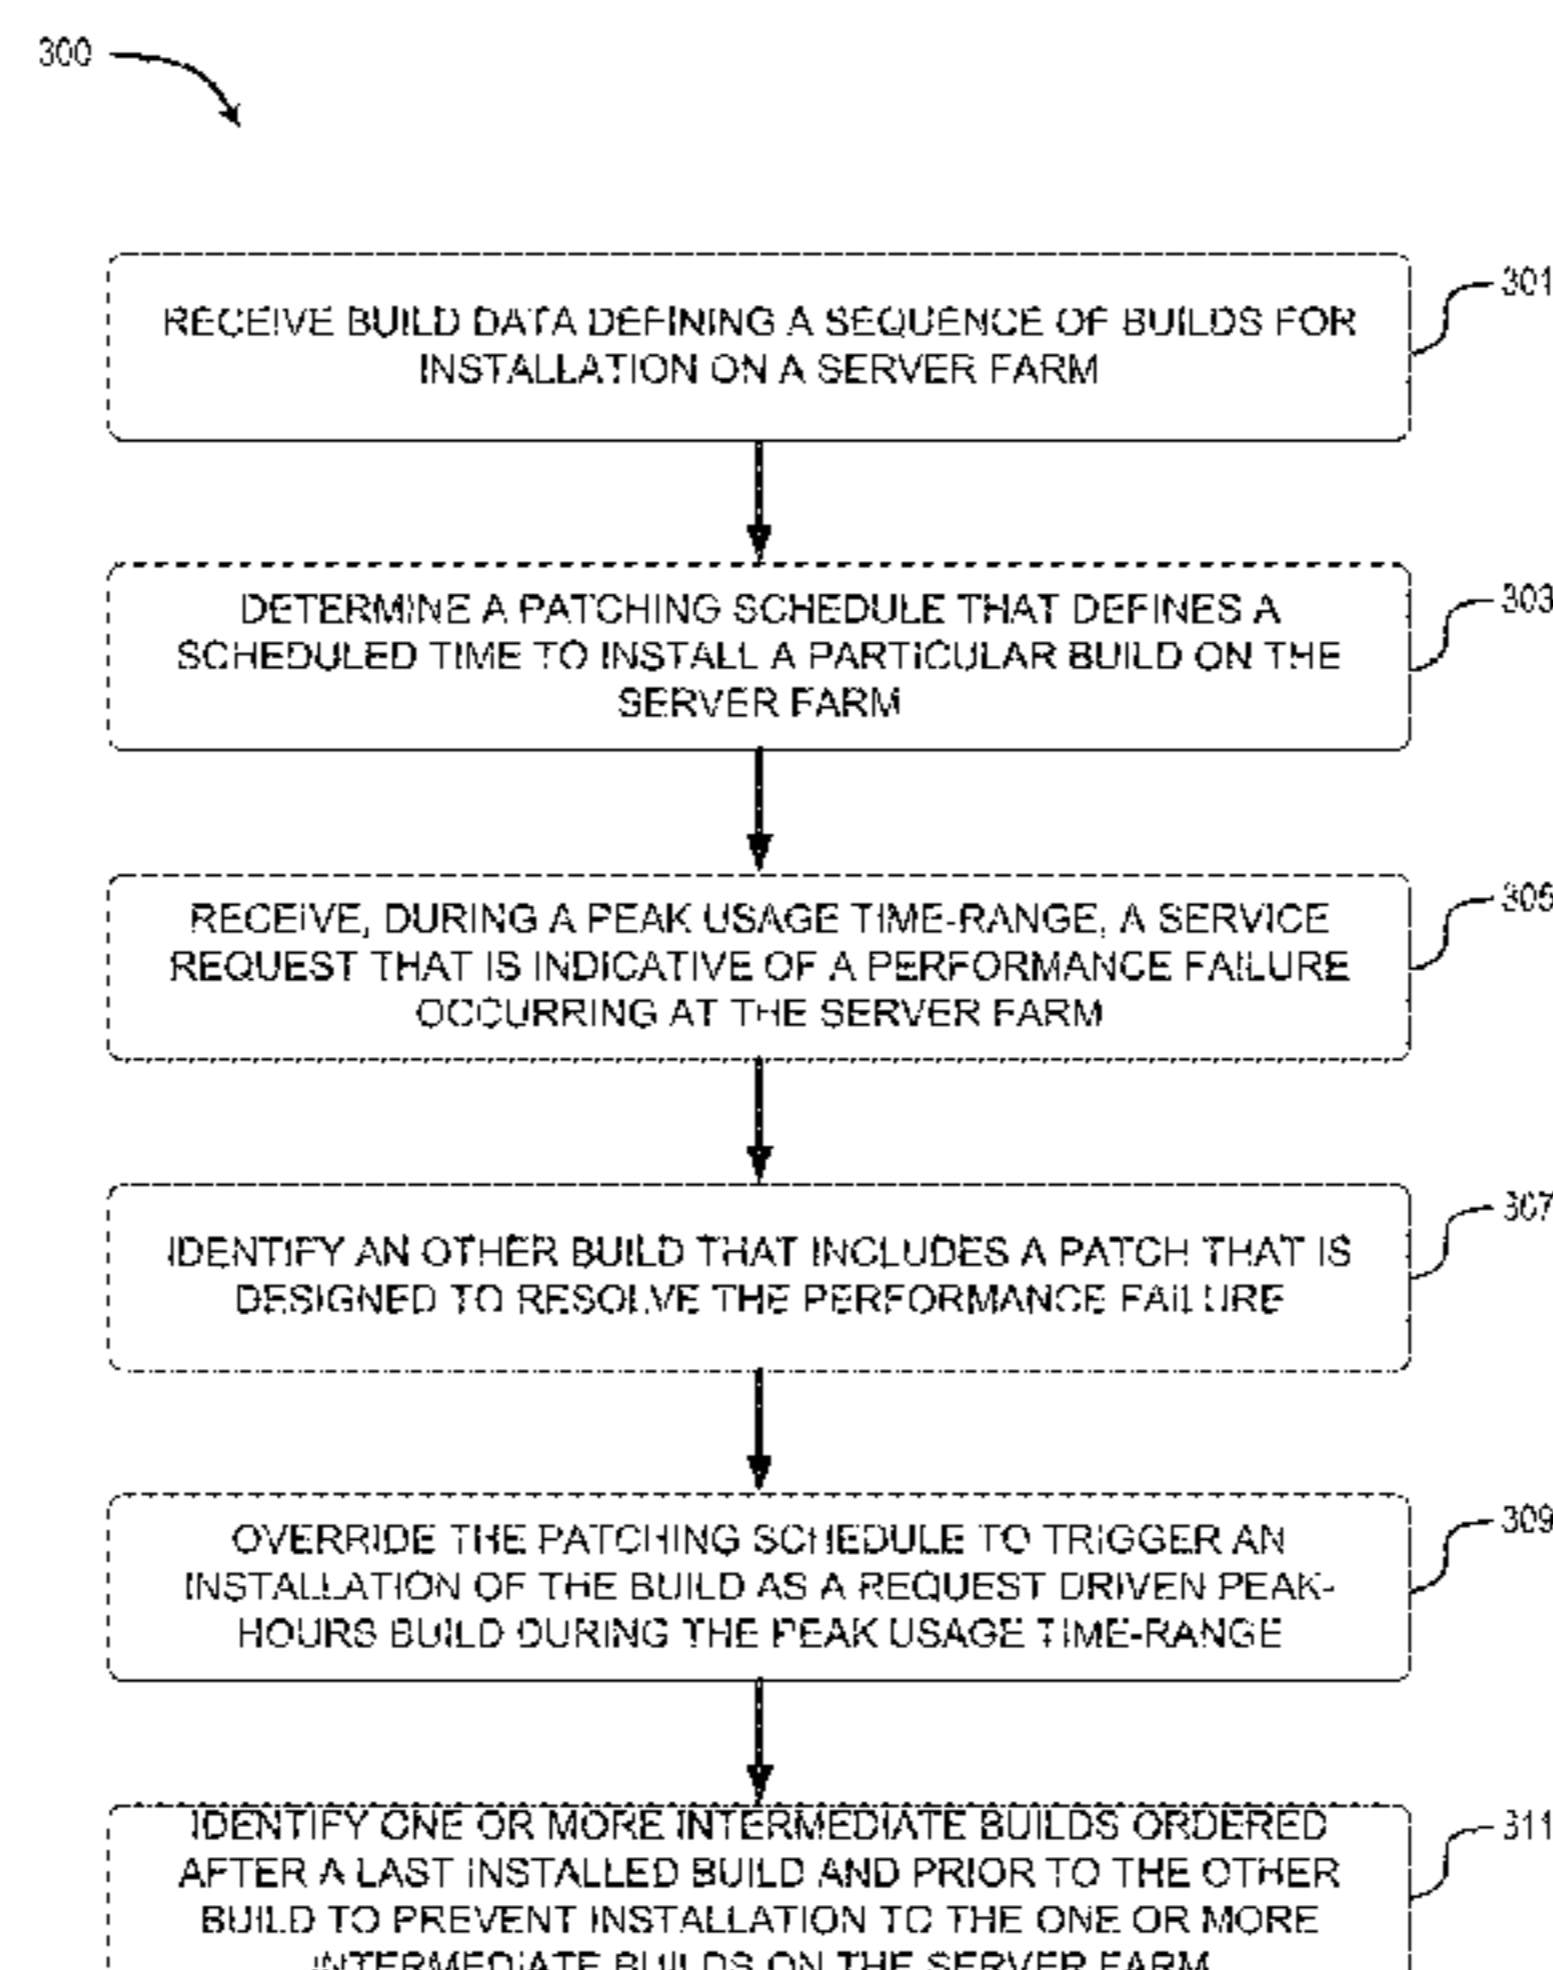 300
301
RECEIVE BUILD DATA DEFINING A SEQUENCE OF BUILDS FOR
INSTALLATION ON A SERVER FARM
303
DETERMINE A PATCHING SCHEDULE THAT DEFINES A
SCHEDULED TIME TO INSTALL A PARTICULAR BUILD ON THE
SERVER FARM
305
RECEIVE, DURING A PEAK USAGE TIME-RANGE, A SERVICE
REQUEST THAT IS INDICATIVE OF A PERFORMANCE FAILURE
OCCURRING AT THE SERVER FARM
307
IDENTIFY AN OTHER BUILD THAT INCLUDES A PATCH THAT IS
DESIGNED TO RESOLVE THE PERFORMANCE FAILURE
309
OVERRIDE THE PATCHING SCHEDULE TO TRIGGER AN
INSTALLATION OF THE BUILD AS A REQUEST DRIVEN PEAK-
HOURS BUILD DURING THE PEAK USAGE TIME-RANGE
311
IDENTIFY ONE OR MORE INTERMEDIATE BUILDS ORDERED
AFTER A LAST INSTALLED BUILD AND PRIOR TO THE OTHER
BUILD TO PREVENT INSTALLATION TO THE ONE OR MORE
INTERMEDIATE BUILDS ON THE SERVER FARM